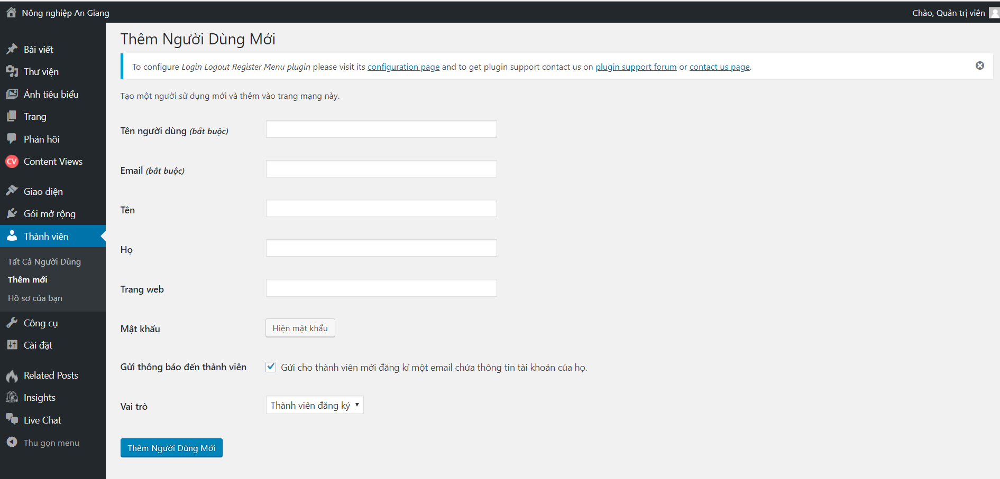 Nông nghiệp An Giang
Chào, Quản trị viên
Bài viết
Thư viện
Ảnh tiêu biểu
Trang
Phản hồi
CV Content Views
Giao diện
Gói mở rộng
Thành viên
Tất Cả Người Dùng
Thêm mới
Hồ sơ của bạn
Công cụ
Cài đặt
Related Posts
Insights
Live Chat
Thu gọn menu
Thêm Người Dùng Mới
To configure Login Logout Register Menu plugin please visit its configuration page and to get plugin support contact us on plugin support forum or contact us page.
Tạo một người sử dụng mới và thêm vào trang mạng này.
Tên người dùng (bắt buộc)
Email (bắt buộc)
Tên
Họ
Trang web
Mật khẩu
Hiện mật khẩu
Gửi thông báo đến thành viên
Gửi cho thành viên mới đăng kí một email chứa thông tin tài khoản của họ.
Vai trò
Thành viên đăng ký
Thêm Người Dùng Mới